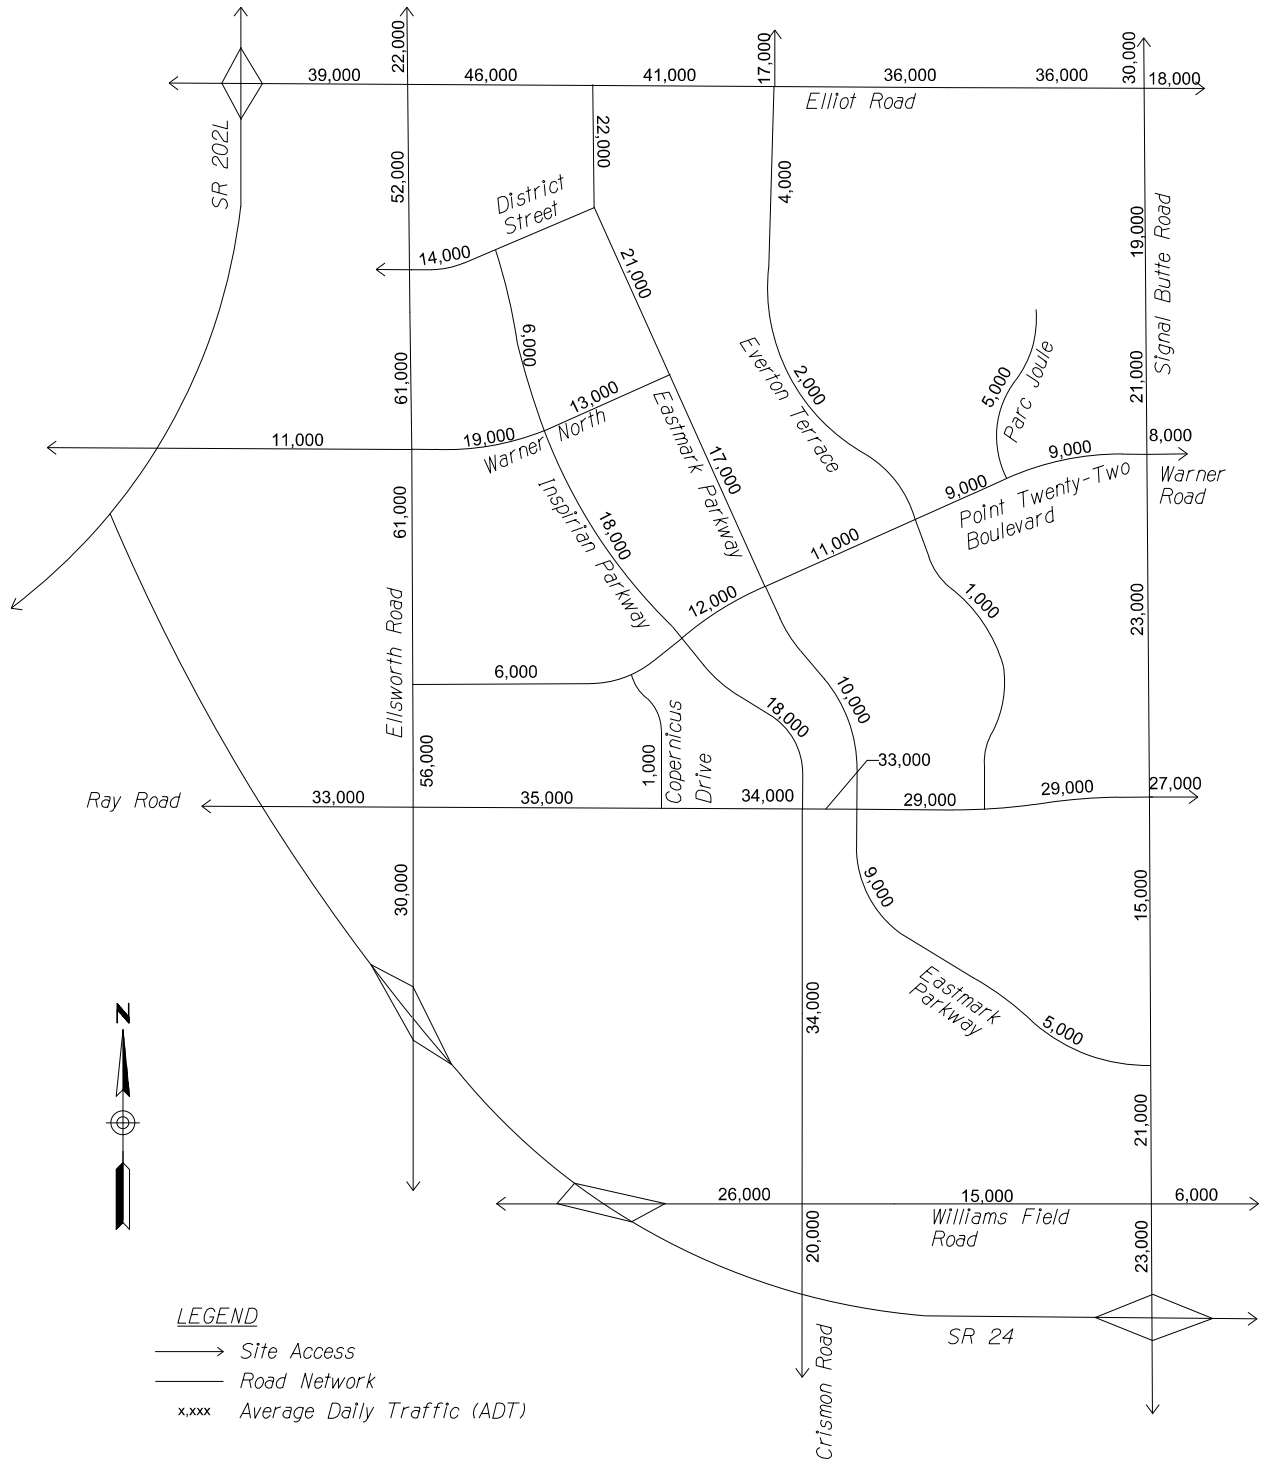 22,000
17,000
30,000
39,000
46,000
41,000
36,000
36,000
18,000
Elliot Road
SR 202L
52,000
22,000
4,000
19,000
Signal Butte Road
District
Street
14,000
21,000
6,000
Everton Terrace
2,000
5,000
Parc Joule
21,000
61,000
13,000
Eastmark Parkway
11,000
19,000
Warner North
17,000
9,000
8,000
Warner
Road
61,000
Inspirian Parkway
18,000
9,000
Point Twenty-Two
Boulevard
11,000
12,000
1,000
23,000
Ellsworth Road
6,000
10,000
18,000
56,000
1,000
Copernicus
Drive
33,000
Ray Road
33,000
35,000
34,000
29,000
29,000
27,000
30,000
9,000
15,000
Eastmark
Parkway
34,000
5,000
N
21,000
26,000
15,000
6,000
Williams Field
Road
20,000
23,000
SR 24
Crismon Road
LEGEND
Site Access
Road Network
x,xxx Average Daily Traffic (ADT)